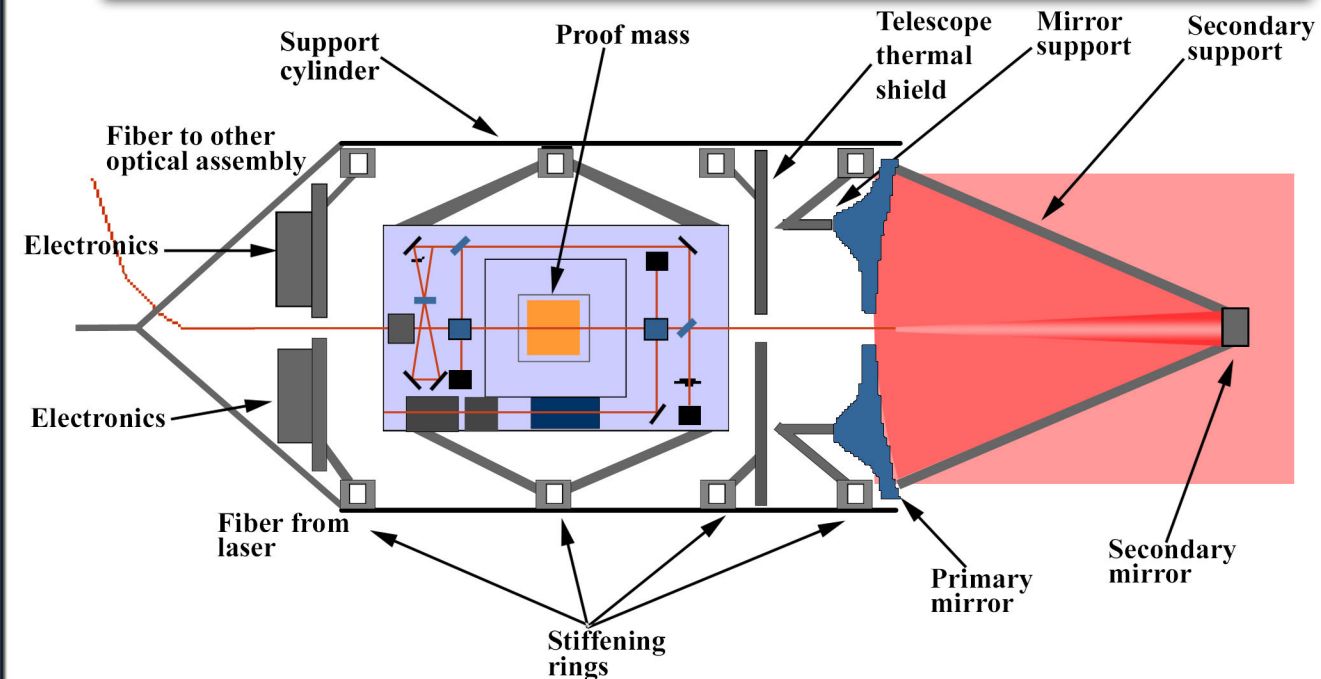 Support
cylinder
Proof mass
Telescope
thermal
shield
Mirror
support
Secondary
support
Fiber to other
optical assembly
Electronics
Electronics
Fiber from
laser
Stiffening
rings
Primary
mirror
Secondary
mirror